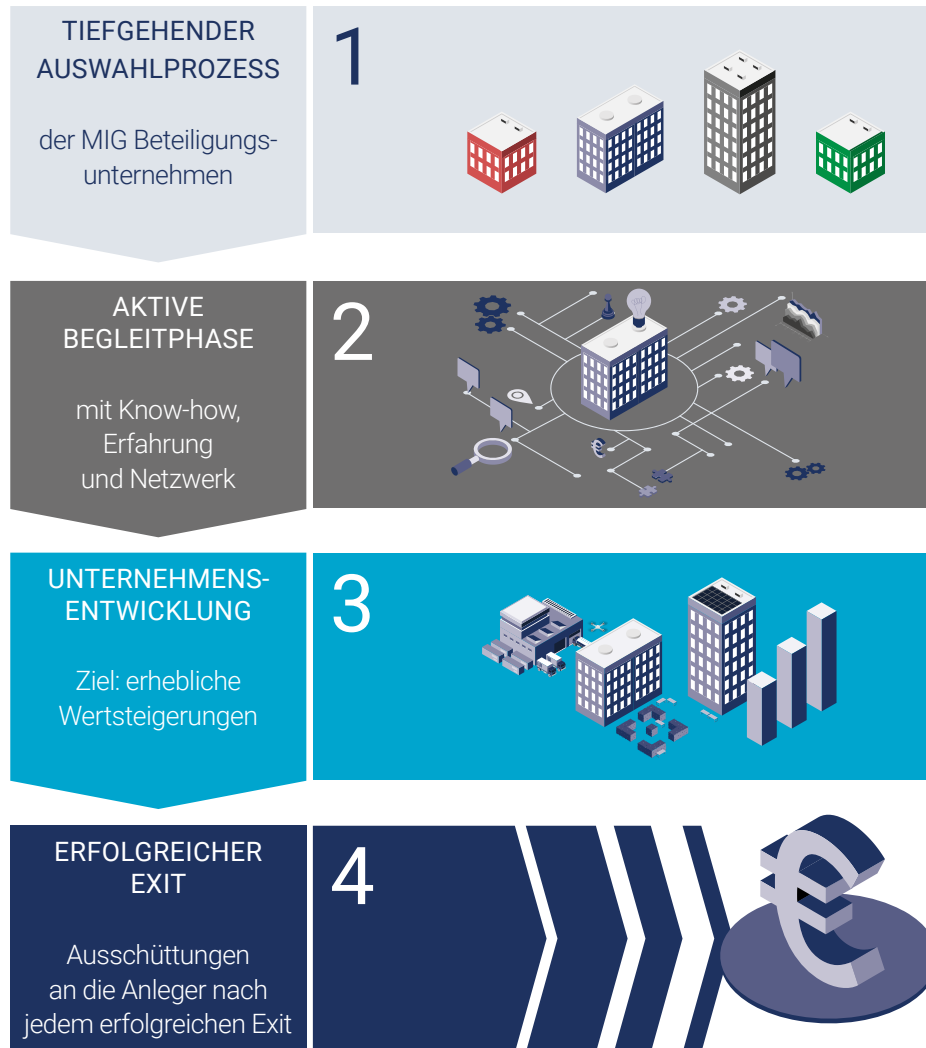 TIEFGEHENDER
AUSWAHLPROZESS
der MIG Beteiligungs-
unternehmen
1
AKTIVE
BEGLEITPHASE
mit Know-how,
Erfahrung
und Netzwerk
2
UNTERNEHMENS-
ENTWICKLUNG
Ziel: erhebliche
Wertsteigerungen
3
ERFOLGREICHER
EXIT
Ausschüttungen
an die Anleger nach
jedem erfolgreichen Exit
4
€